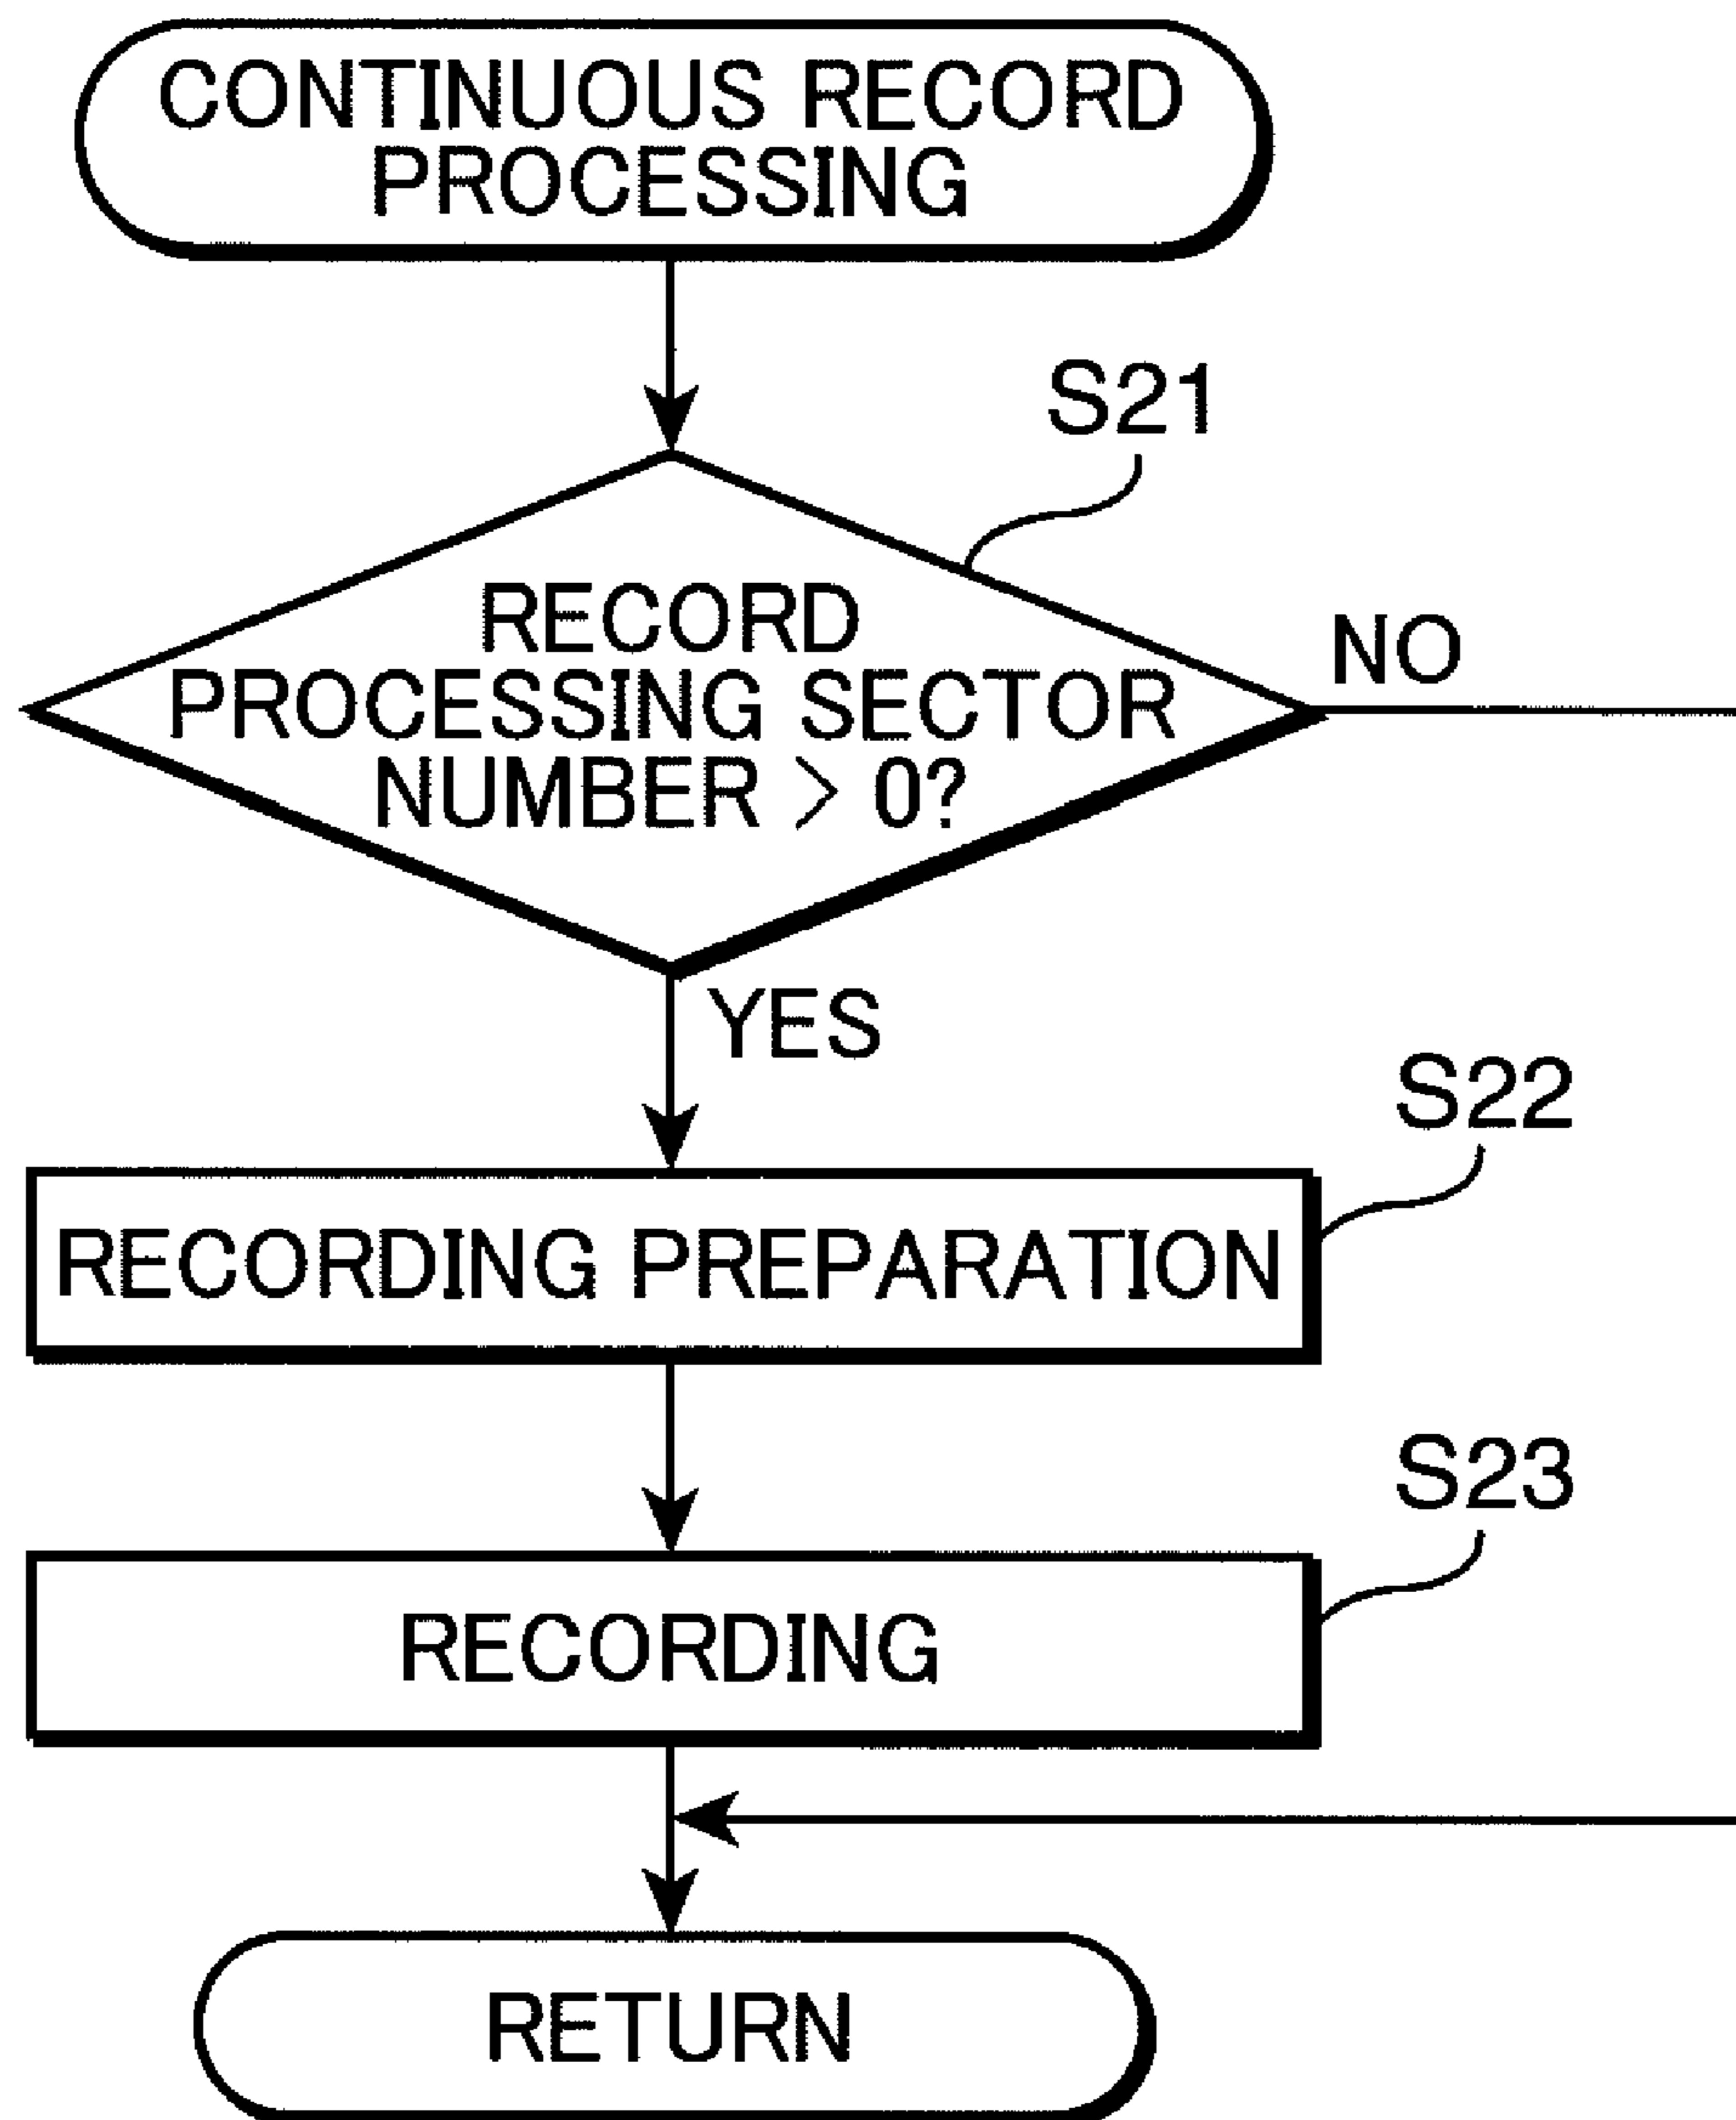 CONTINUOUS RECORD
PROCESSING
S21
RECORD
PROCESSING SECTOR
NUMBER > 0?
NO
YES
S22
RECORDING PREPARATION
S23
RECORDING
RETURN